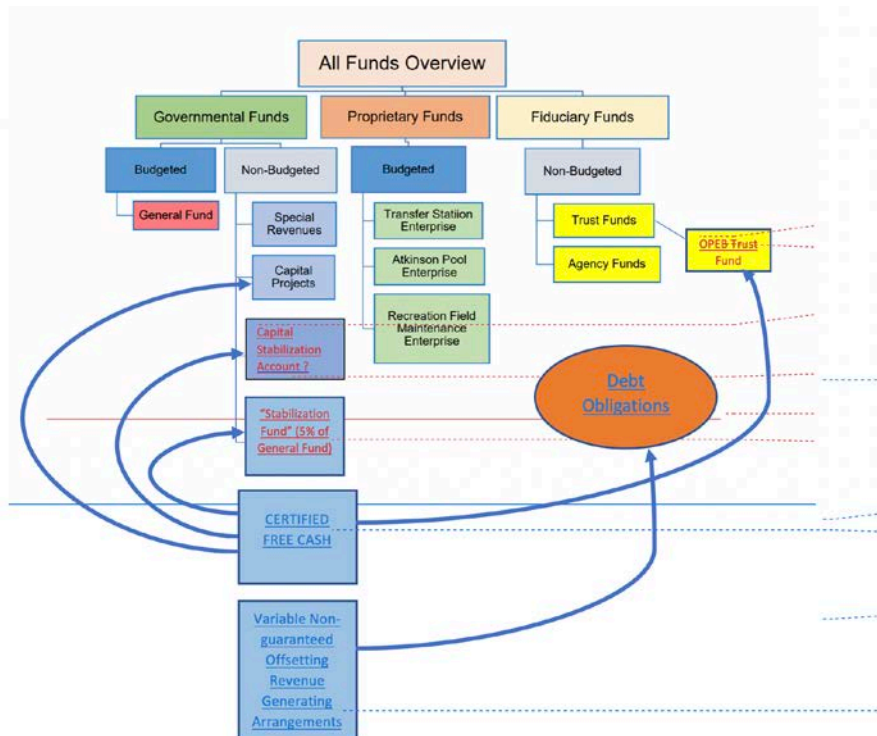 All Funds Overview
Governmental Funds
Proprietary Funds
Fiduciary Funds
Budgeted
Non-Budgeted
Budgeted
Non-Budgeted
General Fund
Special
Revenues
Capital
Projects
Transfer Statiion
Enterprise
Atkinson Pool
Enterprise
Recreation Field
Maintenance
Enterprise
Trust Funds
Agency Funds
OPEB Trust
Fund
Capital
Stabilization
Account ?
"Stabilization
Fund" (5% of
General Fund)
Debt
Obligations
CERTIFIED
FREE CASH
Variable Non-
guaranteed
Offsetting
Revenue
Generating
Arrangements